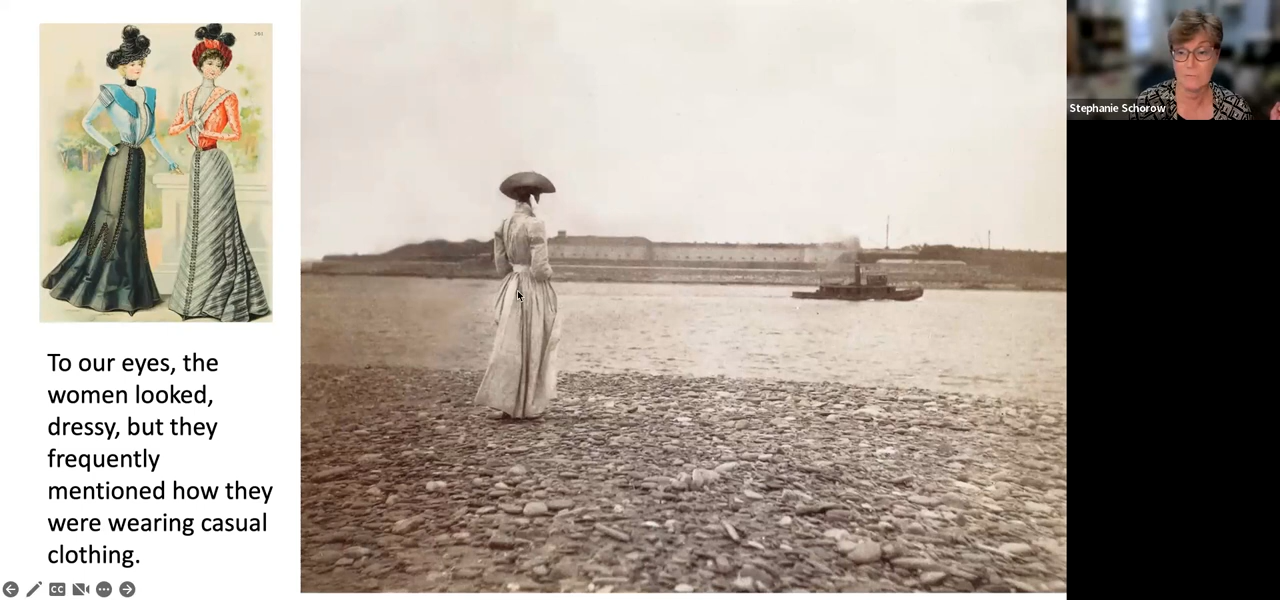 To our eyes, the
women looked,
dressy, but they
frequently
mentioned how they
were wearing casual
clothing.
Stephanie Schorow
CC